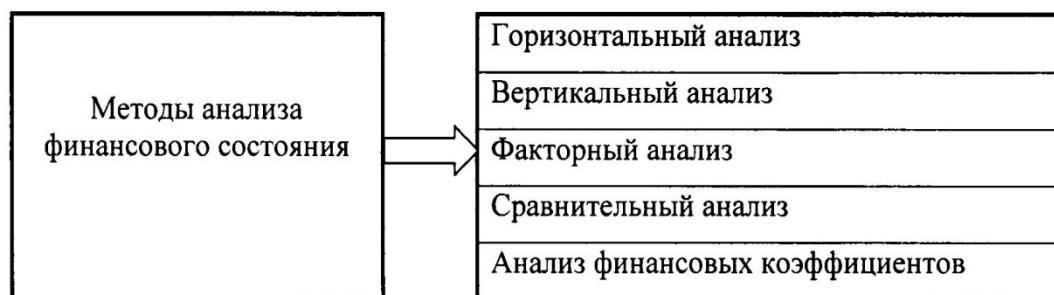 Методы анализа
финансового состояния
Горизонтальный анализ
Вертикальный анализ
Факторный анализ
Сравнительный анализ
Анализ финансовых коэффициентов